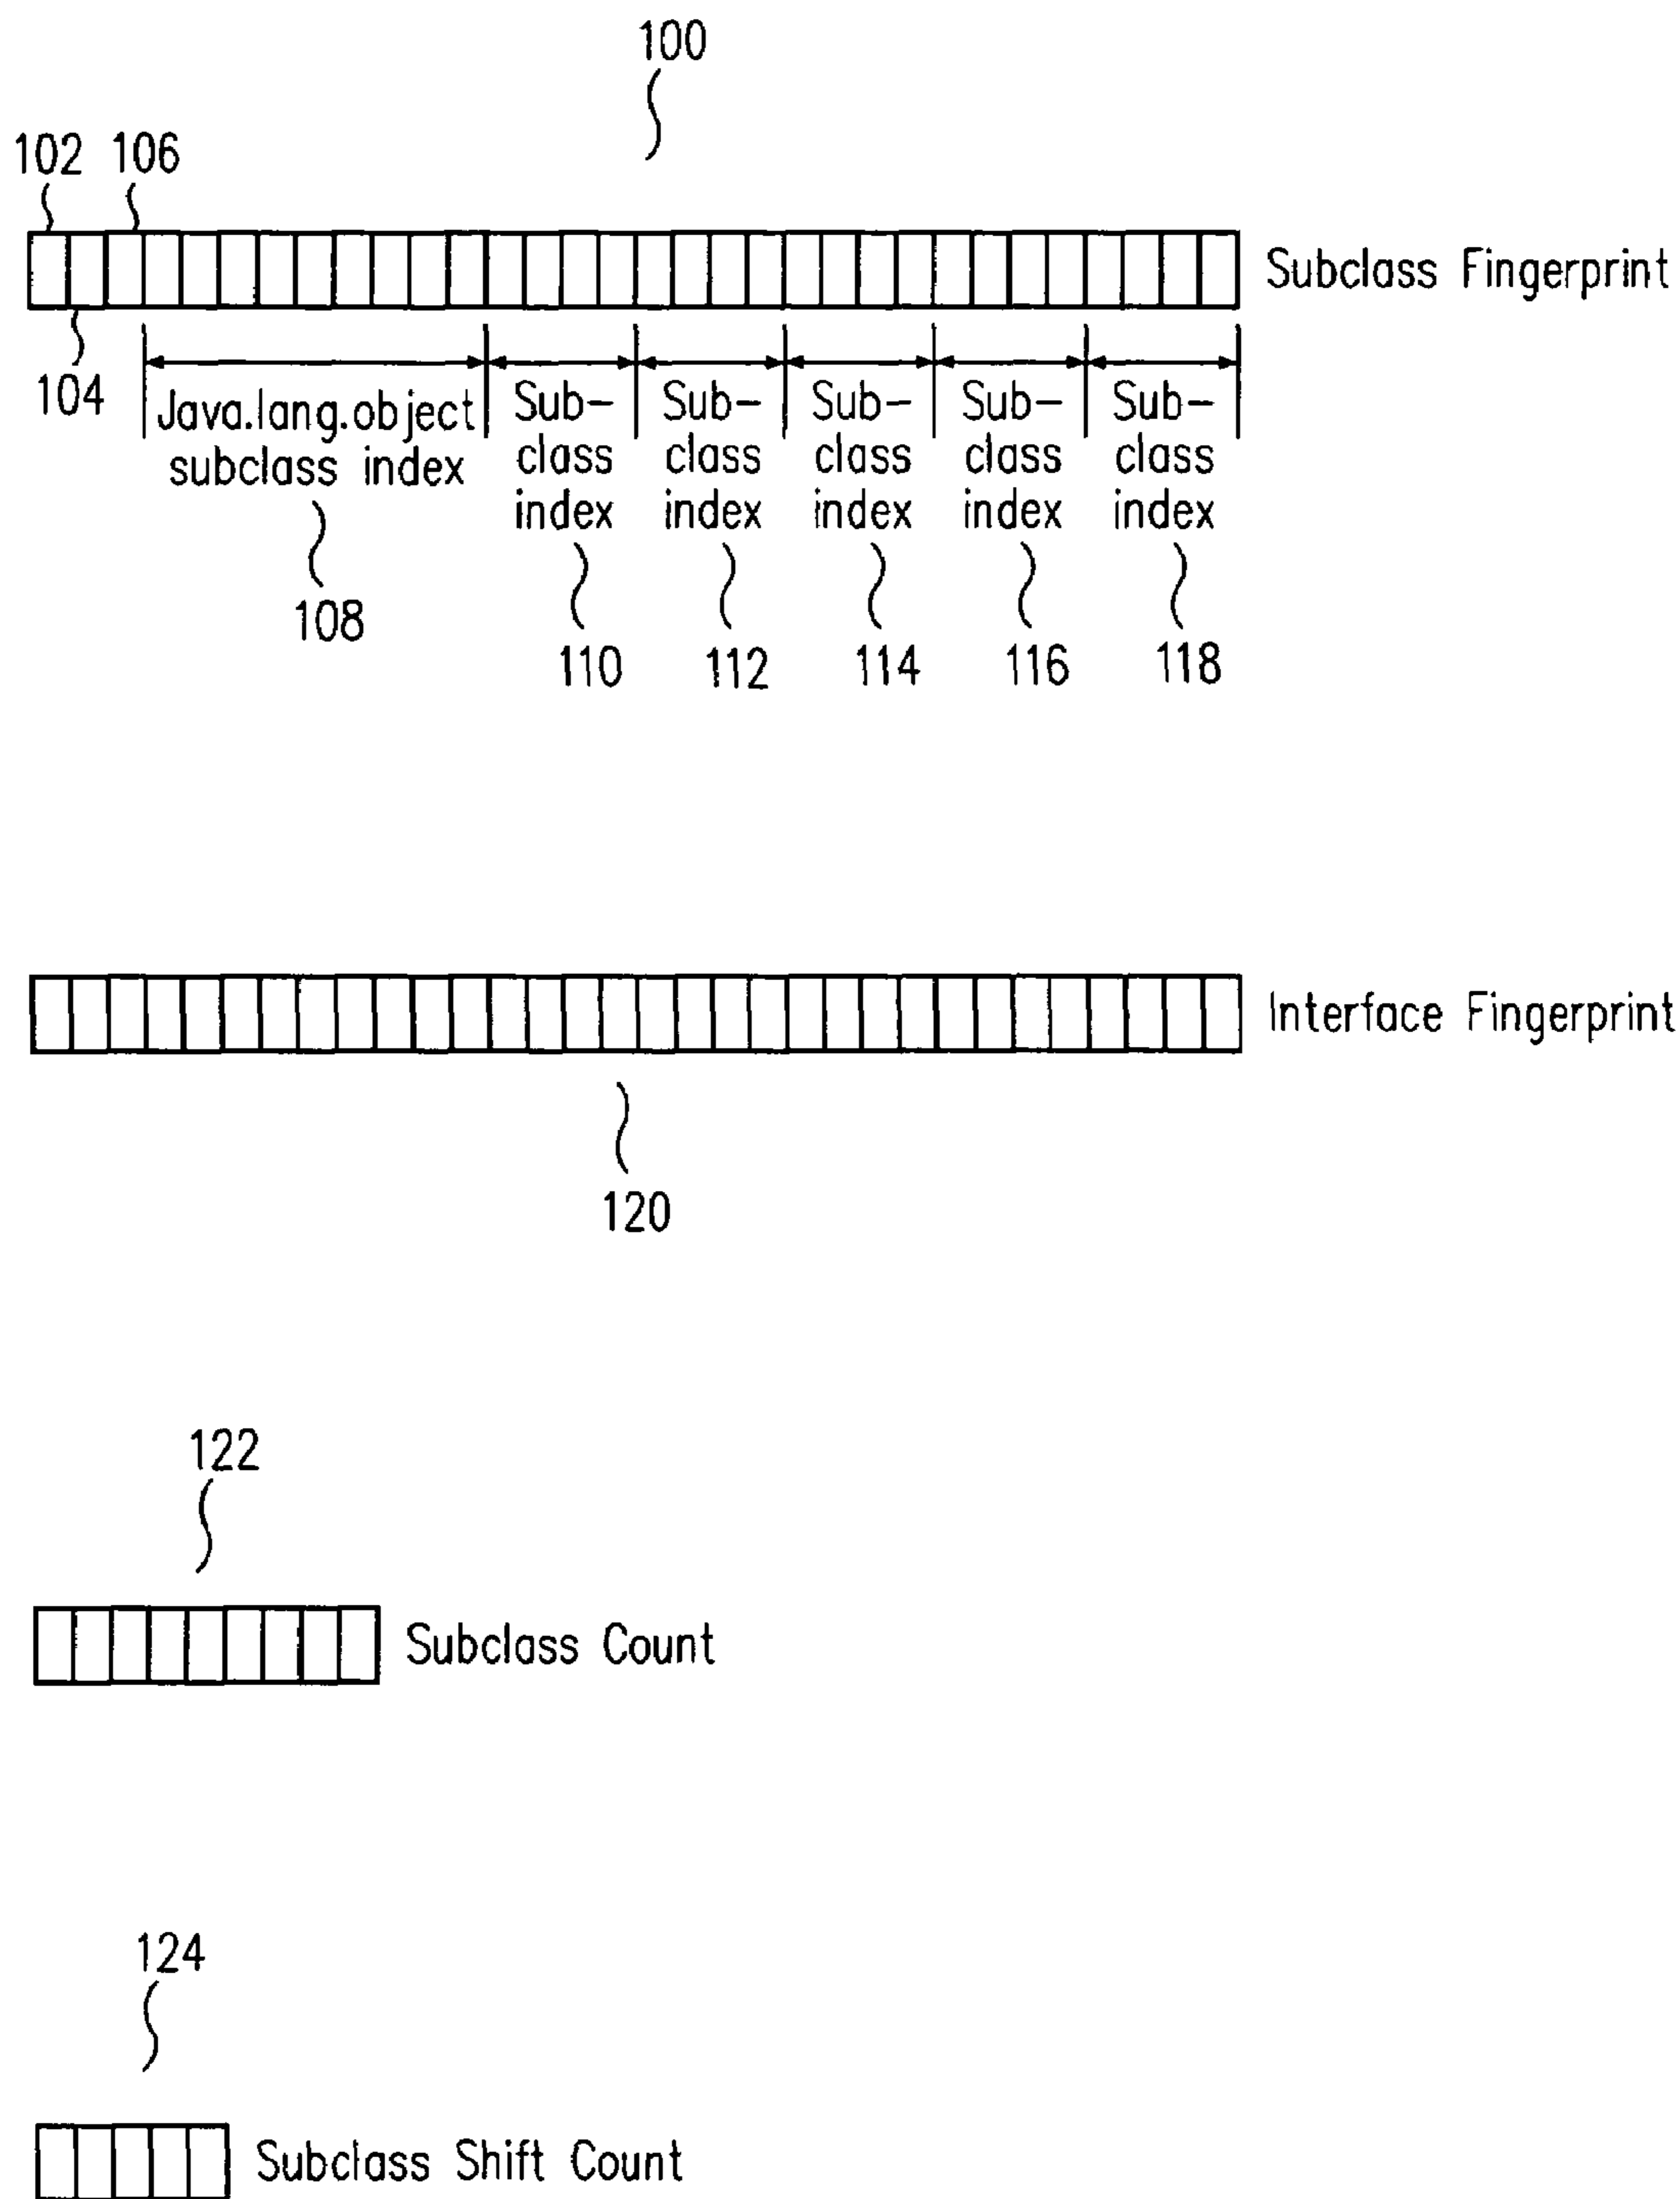 100
102 106
Subclass Fingerprint
104
Java.lang.object
subclass index
Sub-
class
index
Sub-
class
index
Sub-
class
index
Sub-
class
index
Sub-
class
index
108
110
112
114
116
118
Interface Fingerprint
120
122
Subclass Count
124
Subclass Shift Count